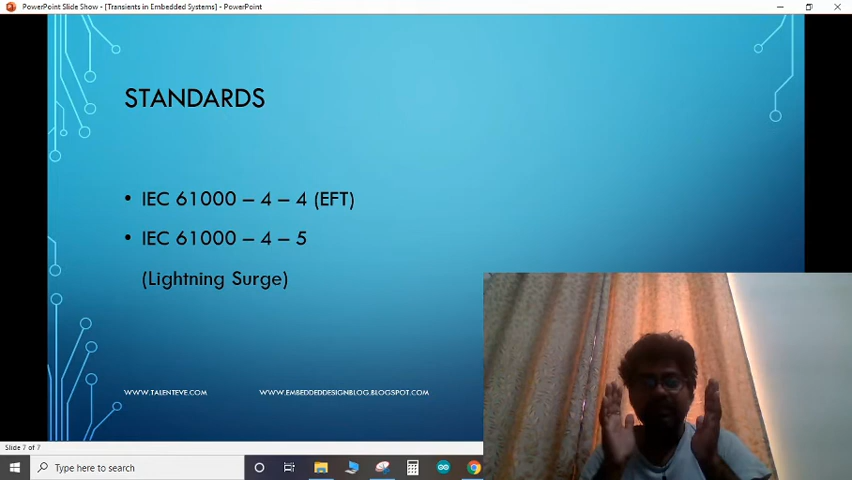 PowerPoint Slide Show - [Transients in Embedded Systems] - PowerPoint
STANDARDS
• IEC 61000 – 4 – 4 (EFT)
• IEC 61000 – 4 – 5
(Lightning Surge)
WWW.TALENTEVE.COM
WWW.EMBEDDEDDESIGNBLOG.BLOGSPOT.COM
Slide 7 of 7
Type here to search